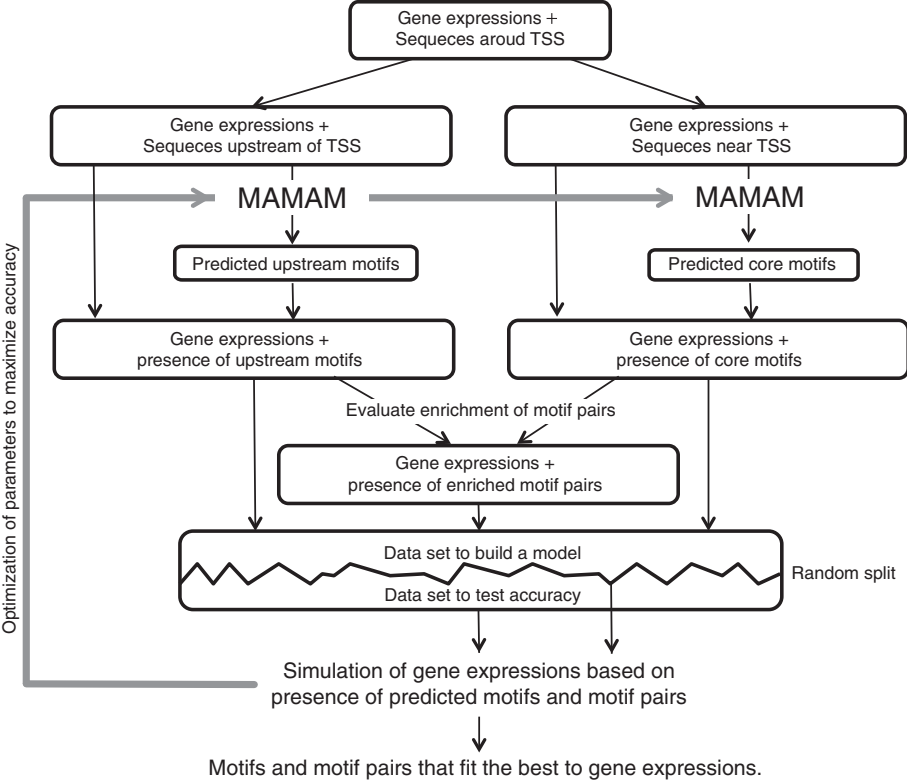 Gene expressions +
Sequeces aroud TSS
Gene expressions +
Sequeces upstream of TSS
Gene expressions +
Sequeces near TSS
MAMAM
MAMAM
Predicted upstream motifs
Predicted core motifs
Gene expressions +
presence of upstream motifs
Gene expressions +
presence of core motifs
Evaluate enrichment of motif pairs
Gene expressions +
presence of enriched motif pairs
Data set to build a model
Random split
Data set to test accuracy
Optimization of parameters to maximize accuracy
Simulation of gene expressions based on
presence of predicted motifs and motif pairs
Motifs and motif pairs that fit the best to gene expressions.